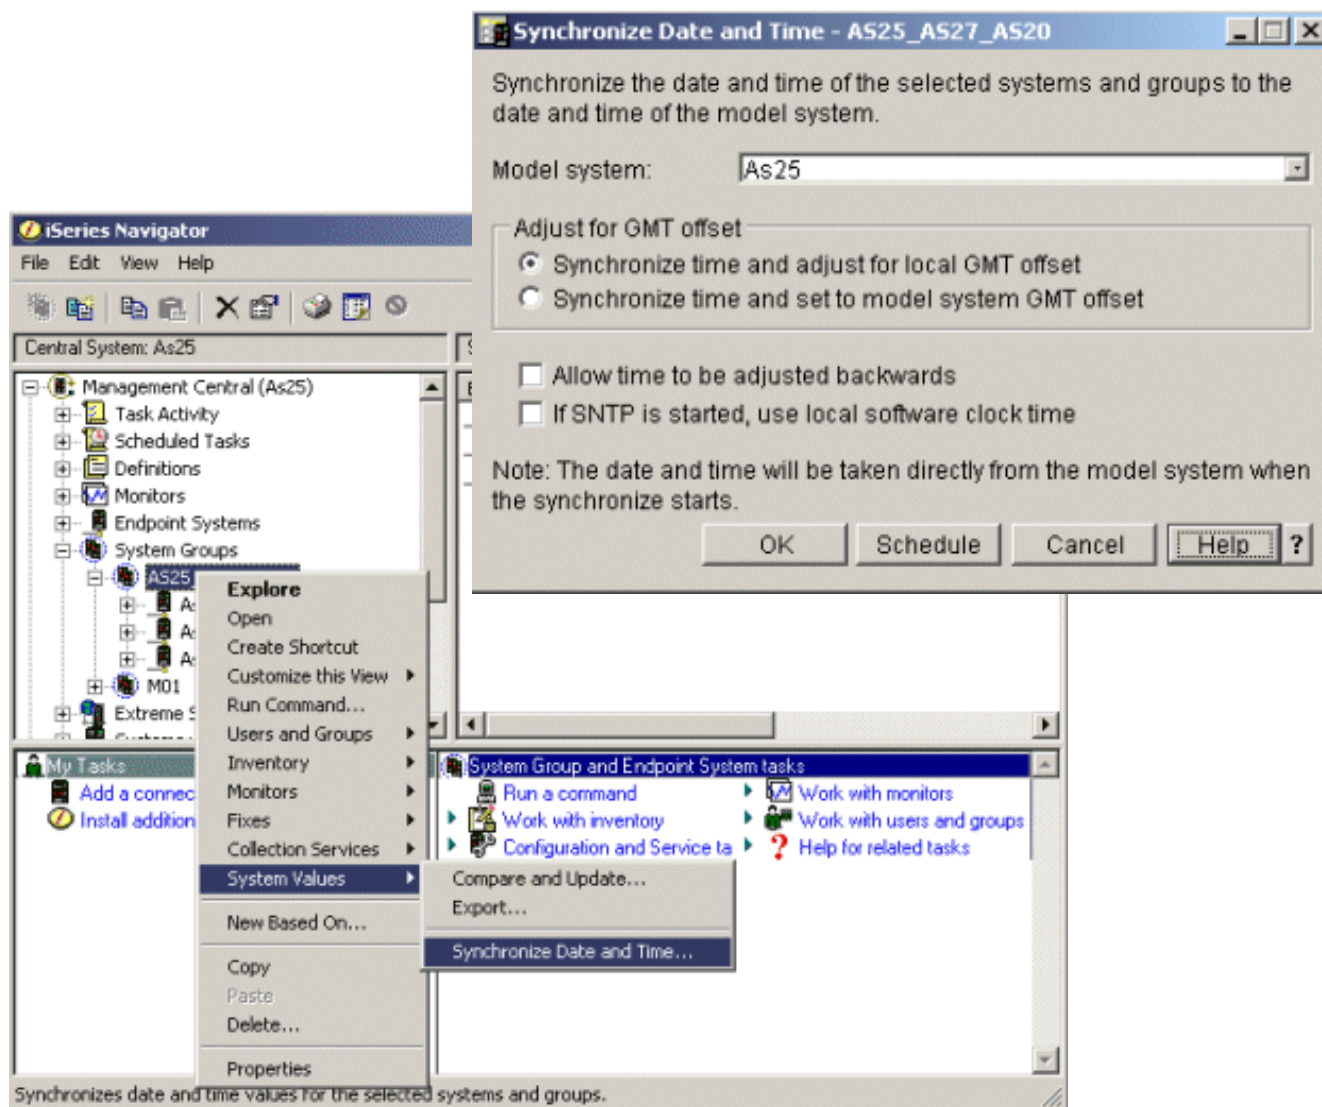 Synchronize Date and Time - AS25_AS27_AS20
Synchronize the date and time of the selected systems and groups to the
date and time of the model system.
Model system:
As25
Adjust for GMT offset
Synchronize time and adjust for local GMT offset
Synchronize time and set to model system GMT offset
Allow time to be adjusted backwards
If SNTP is started, use local software clock time
Note: The date and time will be taken directly from the model system when
the synchronize starts.
OK
Schedule
Cancel
Help
?
iSeries Navigator
File Edit View Help
Central System: As25
Management Central (As25)
Task Activity
Scheduled Tasks
Definitions
Monitors
Endpoint Systems
System Groups
AS25
M01
Extreme
Explore
Open
Create Shortcut
Customize this View
Run Command...
Users and Groups
Inventory
Monitors
Fixes
Collection Services
System Values
New Based On...
Copy
Paste
Delete...
Properties
Compare and Update...
Export...
Synchronize Date and Time...
My Tasks
Add a connec
Install addition
System Group and Endpoint System tasks
Run a command
Work with inventory
Configuration and Service ta
Work with monitors
Work with users and groups
Help for related tasks
Synchronizes date and time values for the selected systems and groups.